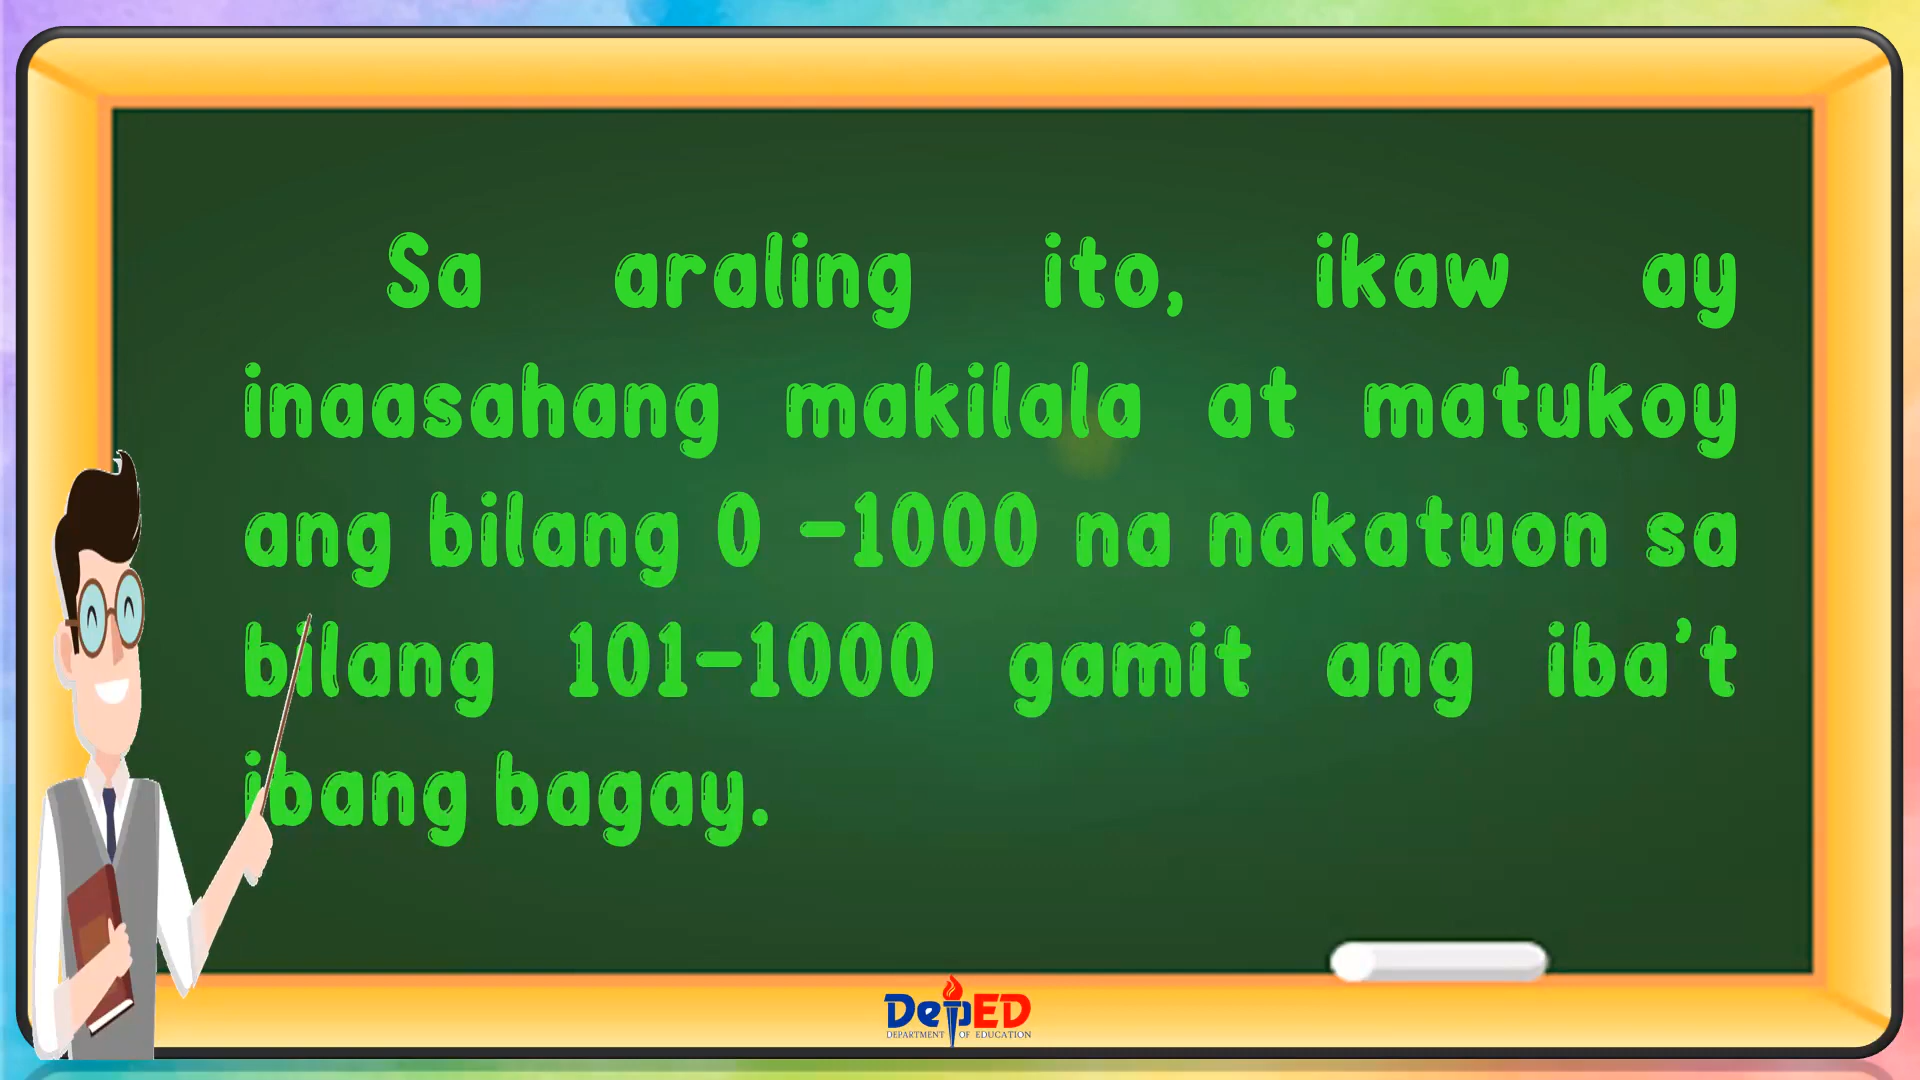 Sa araling ito, ikaw ay
inaasahang makilala at matukoy
ang bilang 0 -1000 na nakatuon sa
bilang 101-1000 gamit ang iba't
ibang bagay.
DepED
DEPARTMENT OF EDUCATION